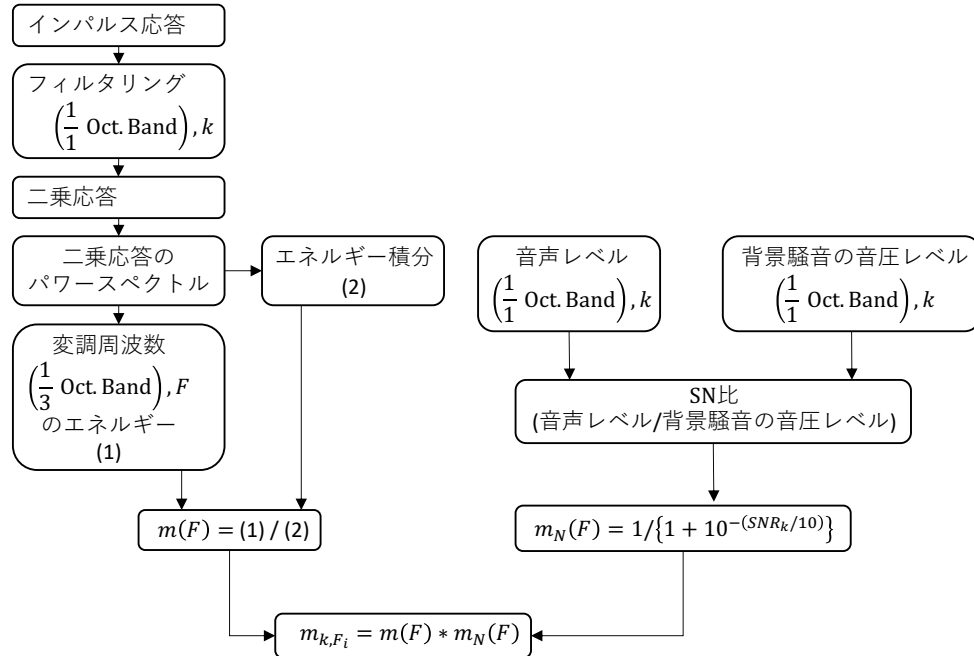 インパルス応答
フィルタリング
(1/1 Oct. Band), k
二乗応答
二乗応答の
パワースペクトル
エネルギー積分
(2)
変調周波数
(1/3 Oct. Band), F
のエネルギー
(1)
音声レベル
(1/1 Oct. Band), k
背景騒音の音圧レベル
(1/1 Oct. Band), k
SN比
(音声レベル/背景騒音の音圧レベル)
m(F) = (1) / (2)
m_N(F) = 1/{1 + 10^{-(SNR_k/10)}}
m_{k,F_i} = m(F) * m_N(F)